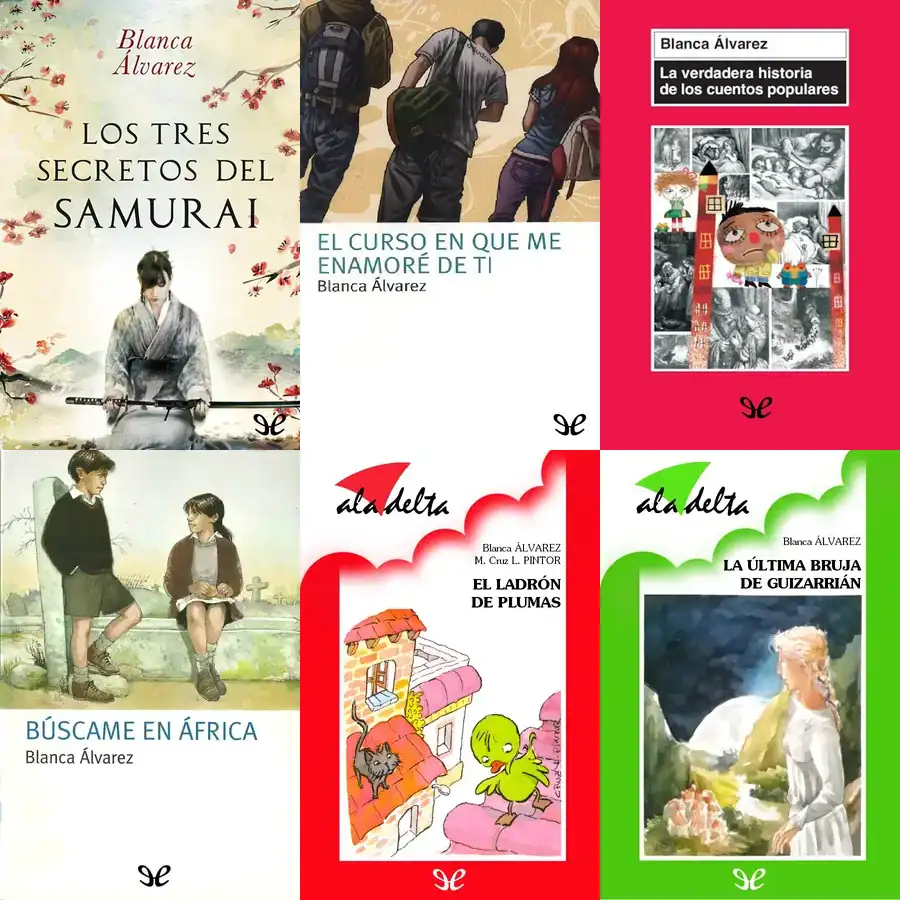 Blanca
Álvarez
LOS TRES
SECRETOS DEL
SAMURAI
EL CURSO EN QUE ME
ENAMORÉ DE TI
Blanca Álvarez
Blanca Álvarez
La verdadera historia
de los cuentos populares
BÚSCAME EN ÁFRICA
Blanca Álvarez
ala delta
Blanca ÁLVAREZ
M. Cruz L. PINTOR
EL LADRÓN
DE PLUMAS
ala delta
Blanca ÁLVAREZ
LA ÚLTIMA BRUJA
DE GUIZARRIÁN